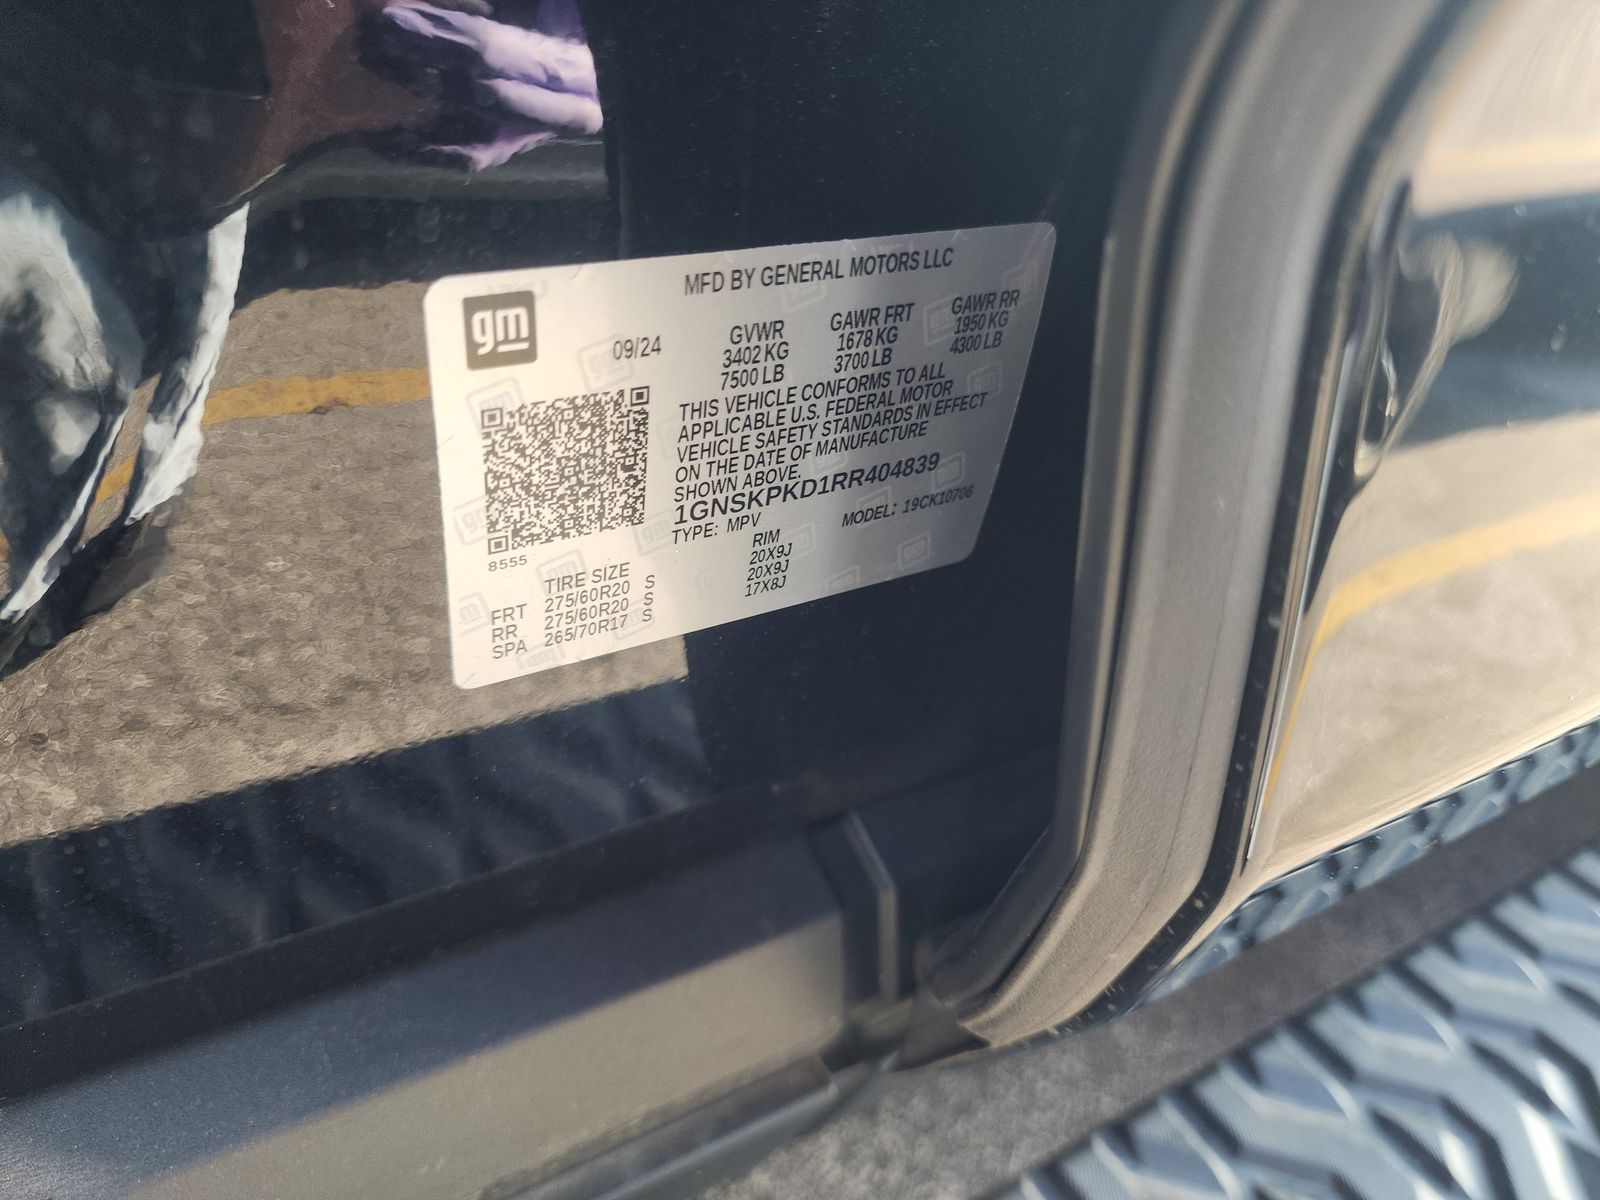 MFD BY GENERAL MOTORS LLC
gm
09/24
GVWR GAWR FRT GAWR RR
3402 KG 1678 KG 1950 KG
7500 LB 3700 LB 4300 LB
THIS VEHICLE CONFORMS TO ALL
APPLICABLE U.S. FEDERAL MOTOR
VEHICLE SAFETY STANDARDS IN EFFECT
ON THE DATE OF MANUFACTURE
SHOWN ABOVE.
1GNSKPKD1RR404839
TYPE: MPV MODEL: 19CK10706
8555
TIRE SIZE RIM
FRT 275/60R20 S 20X9J
RR 275/60R20 S 20X9J
SPA 265/70R17 S 17X8J